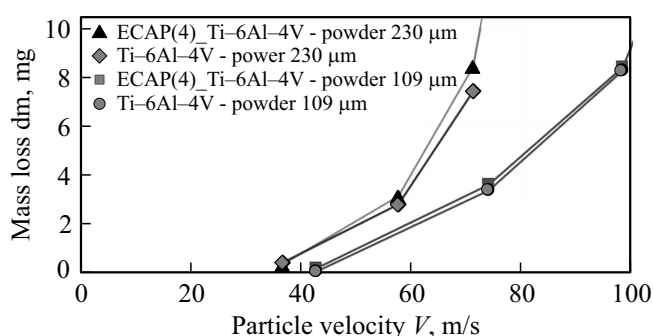 ECAP(4)_Ti–6Al–4V - powder 230 μm
Ti–6Al–4V - power 230 μm
ECAP(4)_Ti–6Al–4V - powder 109 μm
Ti–6Al–4V - powder 109 μm
Mass loss dm, mg
10
8
6
4
2
0
0 20 40 60 80 100
Particle velocity V, m/s